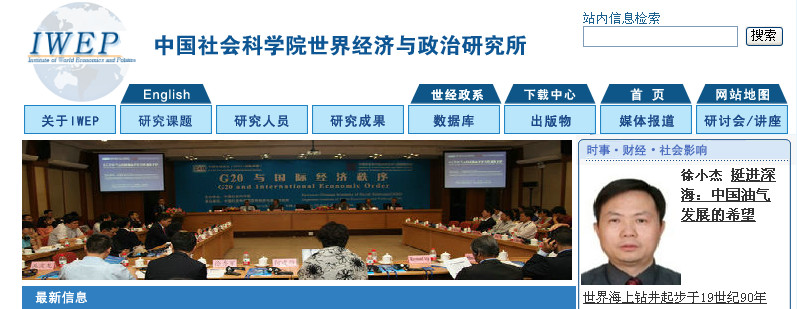 IWEP
Institute of World Economics and Politics
中国社会科学院世界经济与政治研究所
站内信息检索
搜索
English
世经政系
下载中心
首 页
网站地图
关于IWEP
研究课题
研究人员
研究成果
数据库
出版物
媒体报道
研讨会/讲座
G20 与 国 际 经 济 秩 序
G20 and International Economic Order
时事·财经·社会影响
徐小杰 挺进深
海：中国油气
发展的希望
世界海上钻井起步于19世纪90年
最新信息